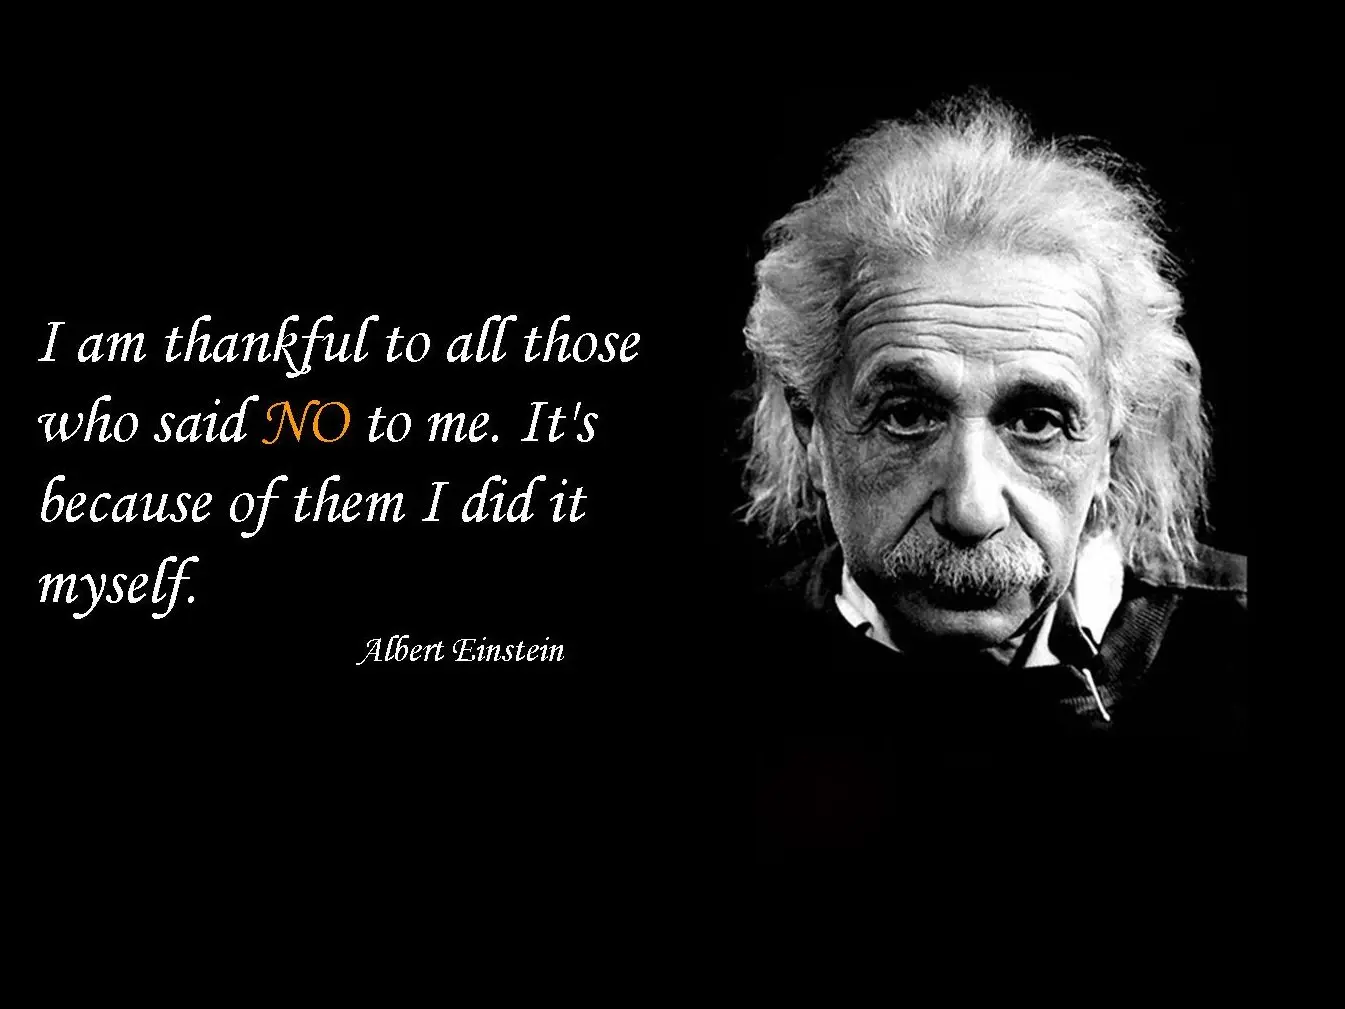 I am thankful to all those
who said NO to me. It's
because of them I did it
myself.
Albert Einstein